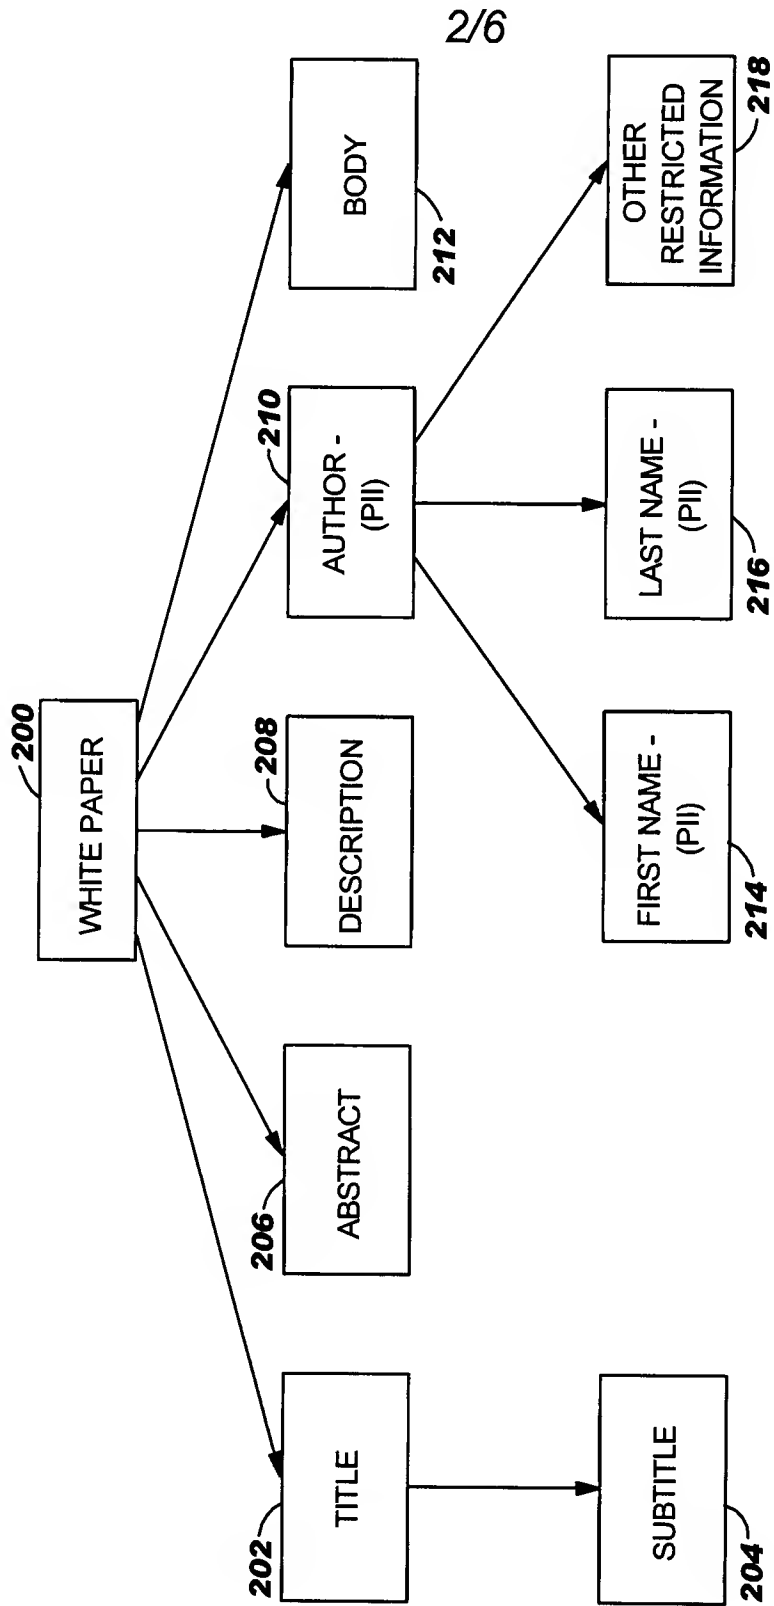 2/6
200
WHITE PAPER
202
TITLE
206
ABSTRACT
208
DESCRIPTION
210
AUTHOR -
(PII)
212
BODY
204
SUBTITLE
214
FIRST NAME -
(PII)
216
LAST NAME -
(PII)
218
OTHER
RESTRICTED
INFORMATION